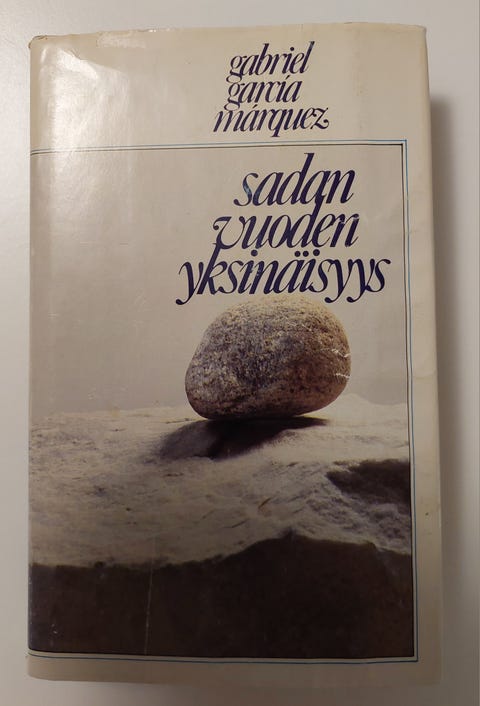 gabriel
garcía
márquez
sadan
vuoden
yksinäisyys